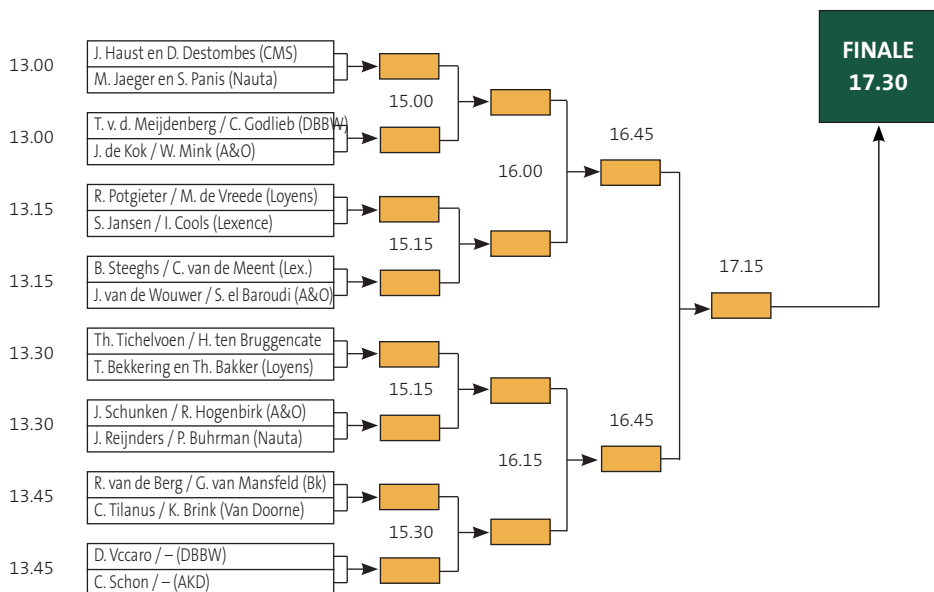 13.00
J. Haust en D. Destombes (CMS)
M. Jaeger en S. Panis (Nauta)
15.00
13.00
T. v. d. Meijdenberg / C. Godlieb (DBBW)
J. de Kok / W. Mink (A&O)
16.00
13.15
R. Potgieter / M. de Vreede (Loyens)
S. Jansen / I. Cools (Lexence)
15.15
13.15
B. Steeghs / C. van de Meent (Lex.)
J. van de Wouwer / S. el Baroudi (A&O)
16.45
13.30
Th. Tichelvoen / H. ten Bruggencate
T. Bekkering en Th. Bakker (Loyens)
15.15
13.30
J. Schunken / R. Hogenbirk (A&O)
J. Reijnders / P. Buhrman (Nauta)
16.15
13.45
R. van de Berg / G. van Mansfeld (Bk)
C. Tilanus / K. Brink (Van Doorne)
15.30
13.45
D. Vccaro / – (DBBW)
C. Schon / – (AKD)
16.45
17.15
FINALE
17.30